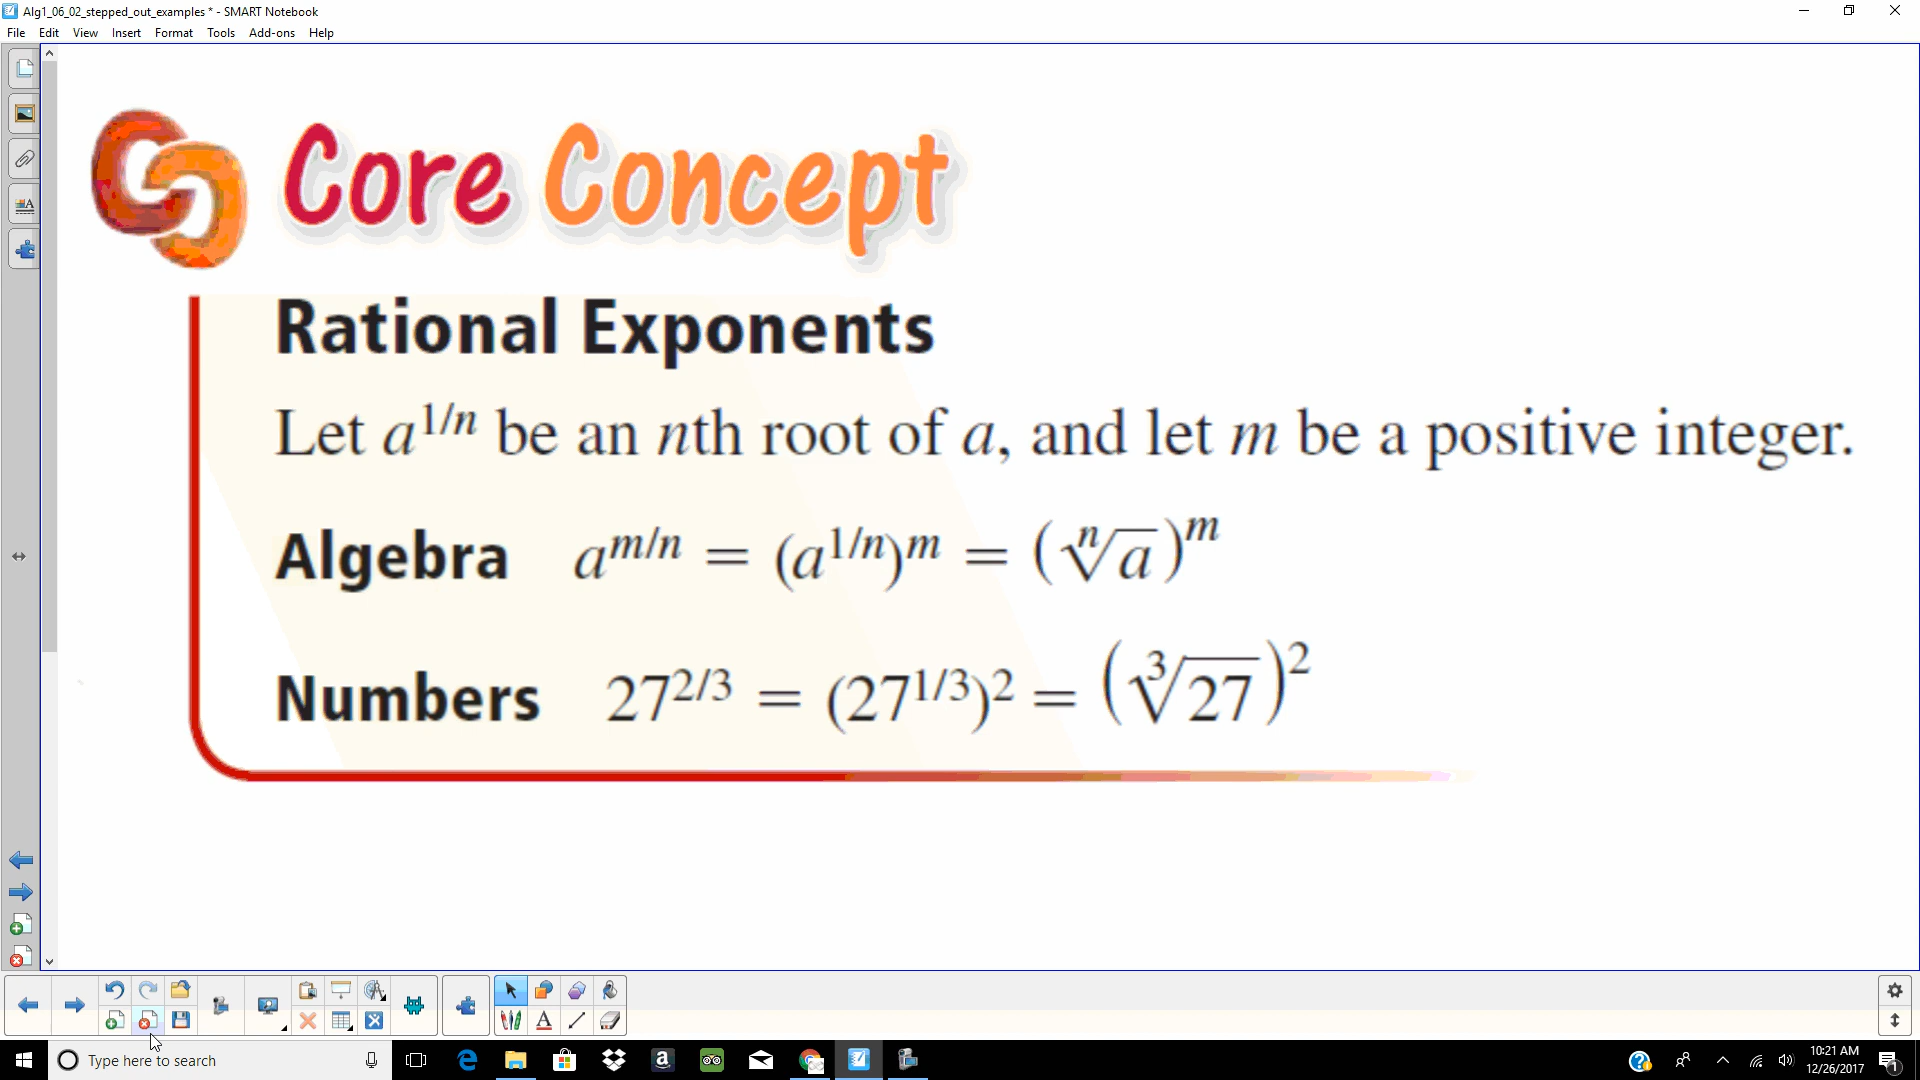 Alg1_06_02_stepped_out_examples * - SMART Notebook
File Edit View Insert Format Tools Add-ons Help
Core Concept
Rational Exponents
Let a^{1/n} be an nth root of a, and let m be a positive integer.
Algebra a^{m/n} = (a^{1/n})^m = (ⁿ√a)^m
Numbers 27^{2/3} = (27^{1/3})^2 = (³√27)^2
Type here to search
10:21 AM
12/26/2017